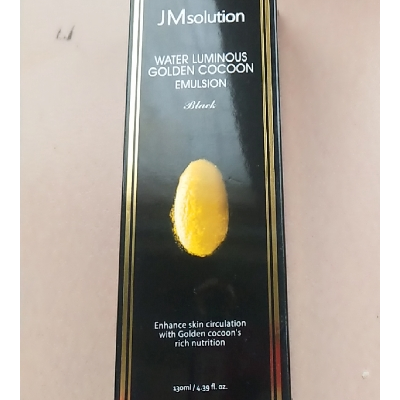 JMsolution
WATER LUMINOUS
GOLDEN COCOON
EMULSION
Black
Enhance skin circulation
with Golden cocoon's
rich nutrition
130ml / 4.39 fl. oz.